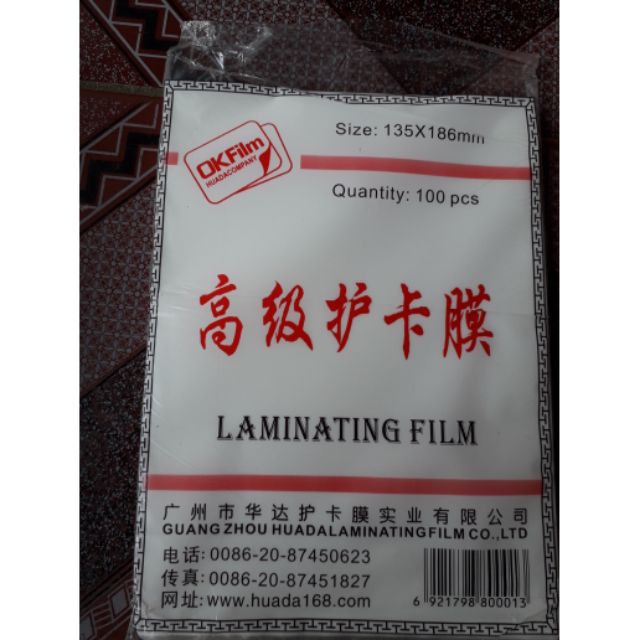 OKFilm
HUADACOMPANY
Size: 135X186mm
Quantity: 100 pcs
高级护卡膜
LAMINATING FILM
广州市华达护卡膜实业有限公司
GUANGZHOU HUADALAMINATINGFILM CO.,LTD
电话: 0086-20-87450623
传真: 0086-20-87451827
网址: www.huada168.com
6 921798 800013